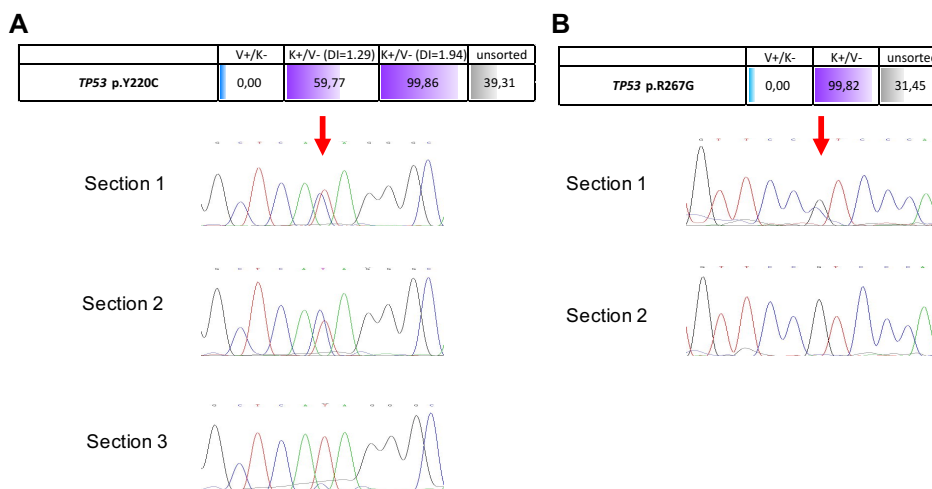 A
V+/K- K+/V- (DI=1.29) K+/V- (DI=1.94) unsorted
TP53 p.Y220C 0,00 59,77 99,86 39,31
Section 1
G C T C A
G G G C
Section 2
G C T C A T A G G G C
Section 3
G C T C A
A G G G C
B
V+/K- K+/V- unsorted
TP53 p.R267G 0,00 99,82 31,45
Section 1
G T T C C
T C C C A
Section 2
G T T C C G T C C C A